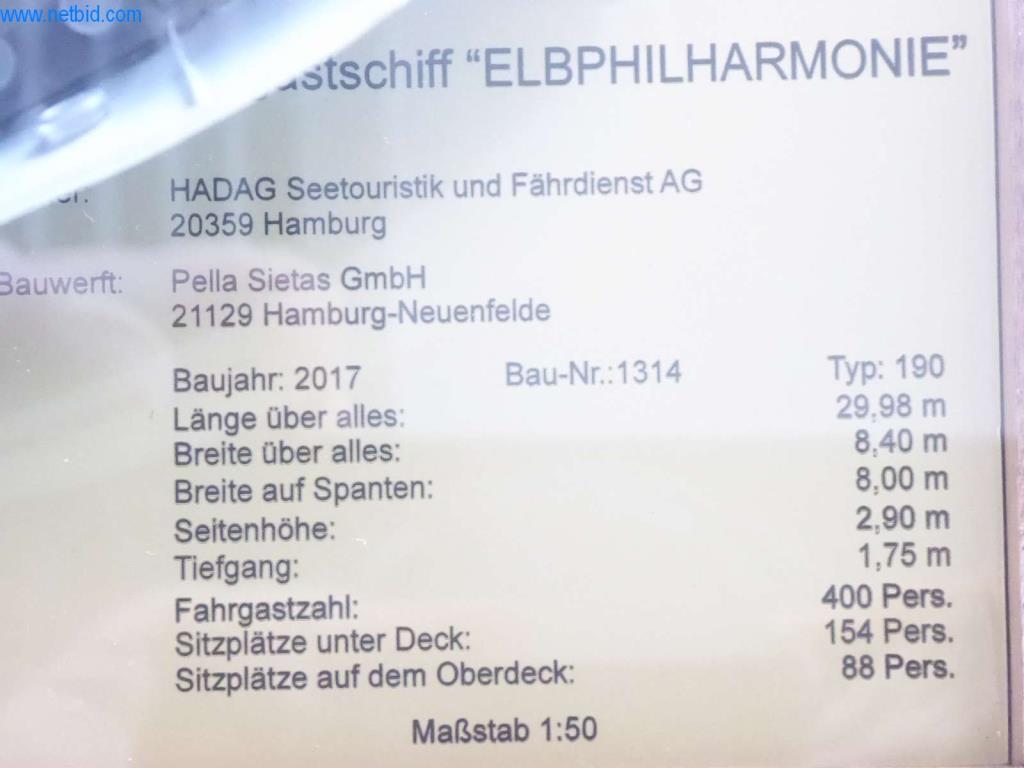 www.netbid.com
"ELBPHILHARMONIE"
HADAG Seetouristik und Fährdienst AG
20359 Hamburg
Bauwerft: Pella Sietas GmbH
21129 Hamburg-Neuenfelde
Baujahr: 2017 Bau-Nr.:1314 Typ: 190
Länge über alles: 29,98 m
Breite über alles: 8,40 m
Breite auf Spanten: 8,00 m
Seitenhöhe: 2,90 m
Tiefgang: 1,75 m
Fahrgastzahl: 400 Pers.
Sitzplätze unter Deck: 154 Pers.
Sitzplätze auf dem Oberdeck: 88 Pers.
Maßstab 1:50